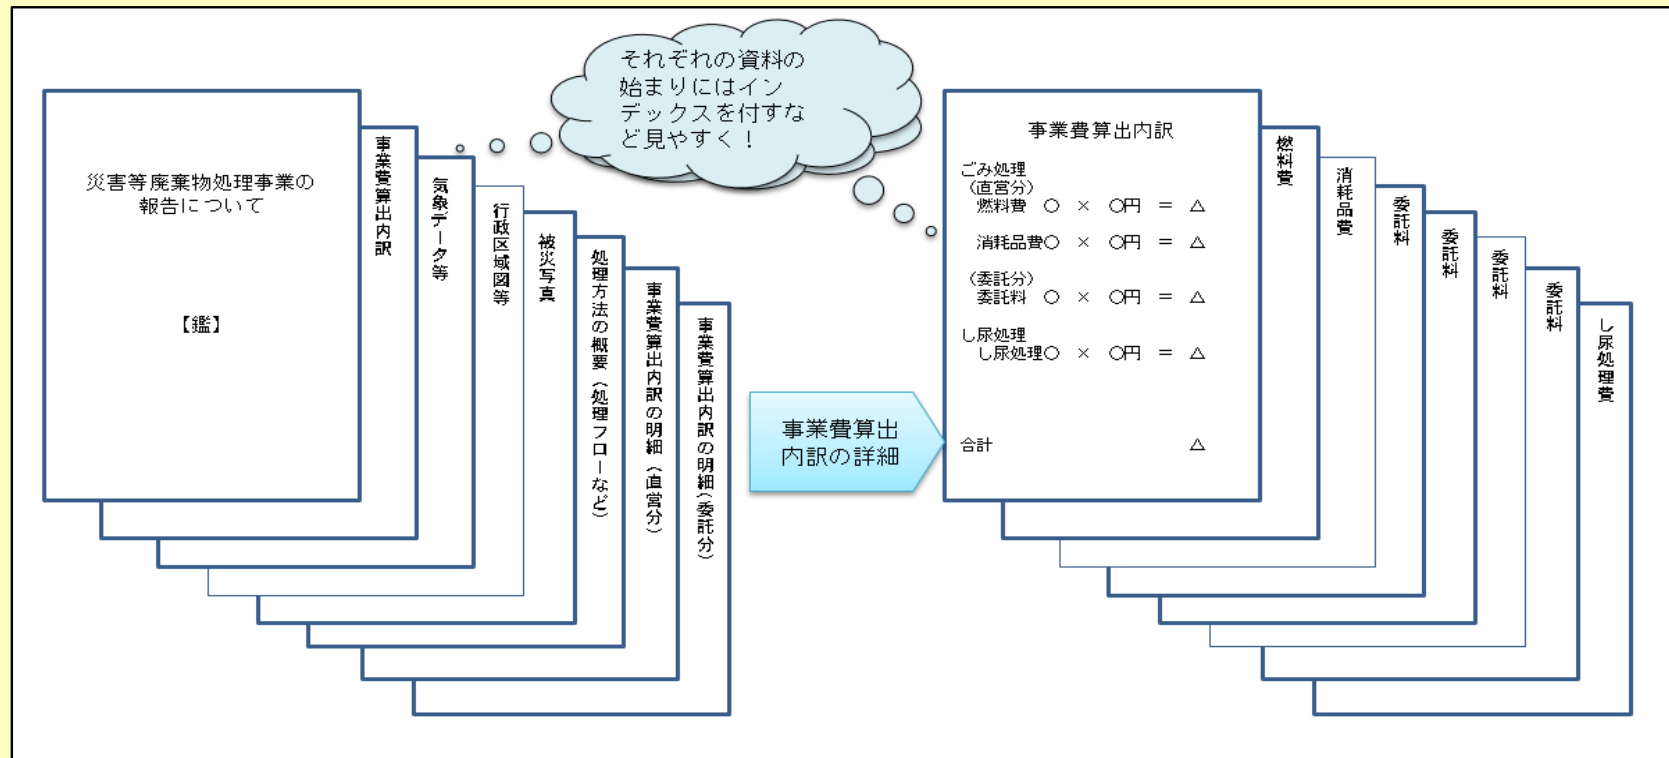 それぞれの資料の
始まりにはイン
デックスを付すな
ど見やすく！
災害等廃棄物処理事業の
報告について
【鑑】
事業費算出内訳
気象データ等
行政区域図等
被災写真
処理方法の概要（処理フローなど）
事業費算出内訳の明細（直営分）
事業費算出内訳の明細（委託分）
事業費算出
内訳の詳細
事業費算出内訳
ごみ処理
（直営分）
燃料費　○　×　○円　＝　△
消耗品費○　×　○円　＝　△
（委託分）
委託料　○　×　○円　＝　△
し尿処理
し尿処理○　×　○円　＝　△
合計　△
燃料費
消耗品費
委託料
委託料
委託料
委託料
し尿処理費